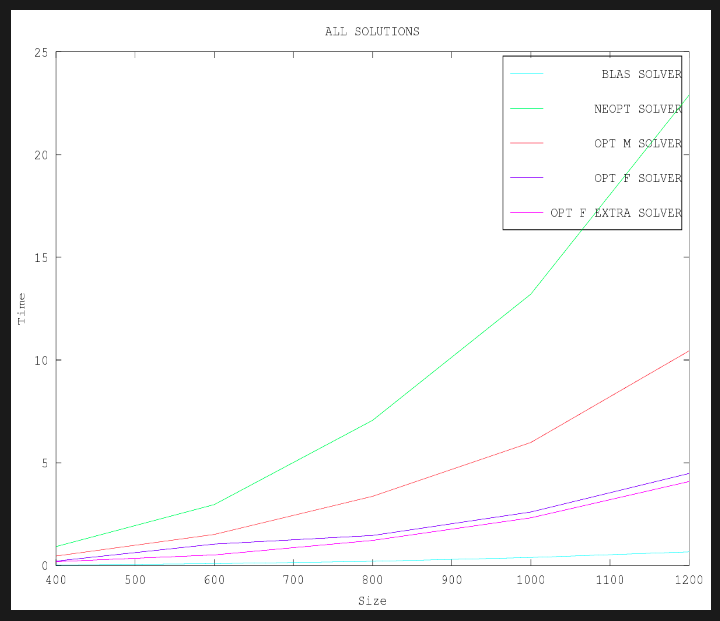 ALL SOLUTIONS
25
20
15
10
5
0
Time
BLAS SOLVER
NEOPT SOLVER
OPT M SOLVER
OPT F SOLVER
OPT F EXTRA SOLVER
400 500 600 700 800 900 1000 1100 1200
Size